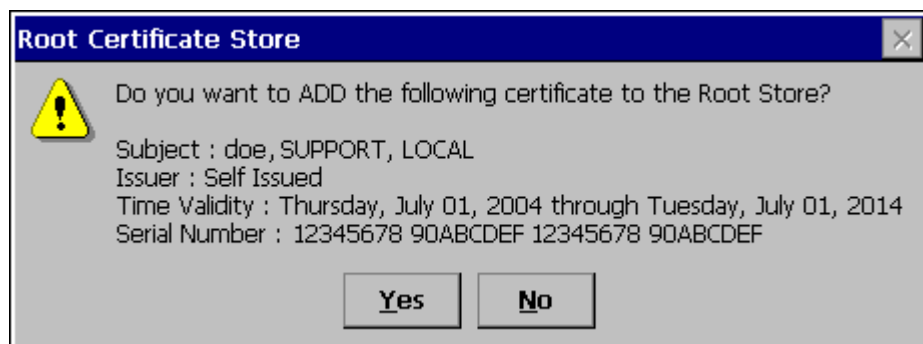 Root Certificate Store
Do you want to ADD the following certificate to the Root Store?
Subject : doe, SUPPORT, LOCAL
Issuer : Self Issued
Time Validity : Thursday, July 01, 2004 through Tuesday, July 01, 2014
Serial Number : 12345678 90ABCDEF 12345678 90ABCDEF
Yes No